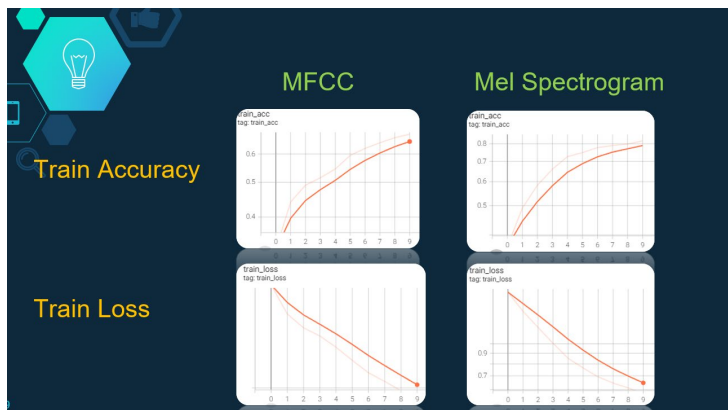 MFCC
Mel Spectrogram
Train Accuracy
train_acc
tag: train_acc
0.6
0.5
0.4
0 1 2 3 4 5 6 7 8 9
train_acc
tag: train_acc
0.8
0.7
0.6
0.5
0 1 2 3 4 5 6 7 8 9
Train Loss
train_loss
tag: train_loss
0 1 2 3 4 5 6 7 8 9
train_loss
tag: train_loss
0.9
0.7
0 1 2 3 4 5 6 7 8 9
9